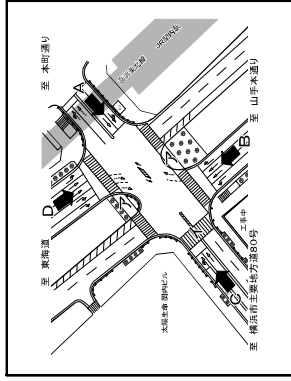 至 本町通り
至 山手本通り
至 東海道
至 横浜市主要地方道80号
JR関内駅
工事中
太陽生命 関内ビル
A
B
C
D